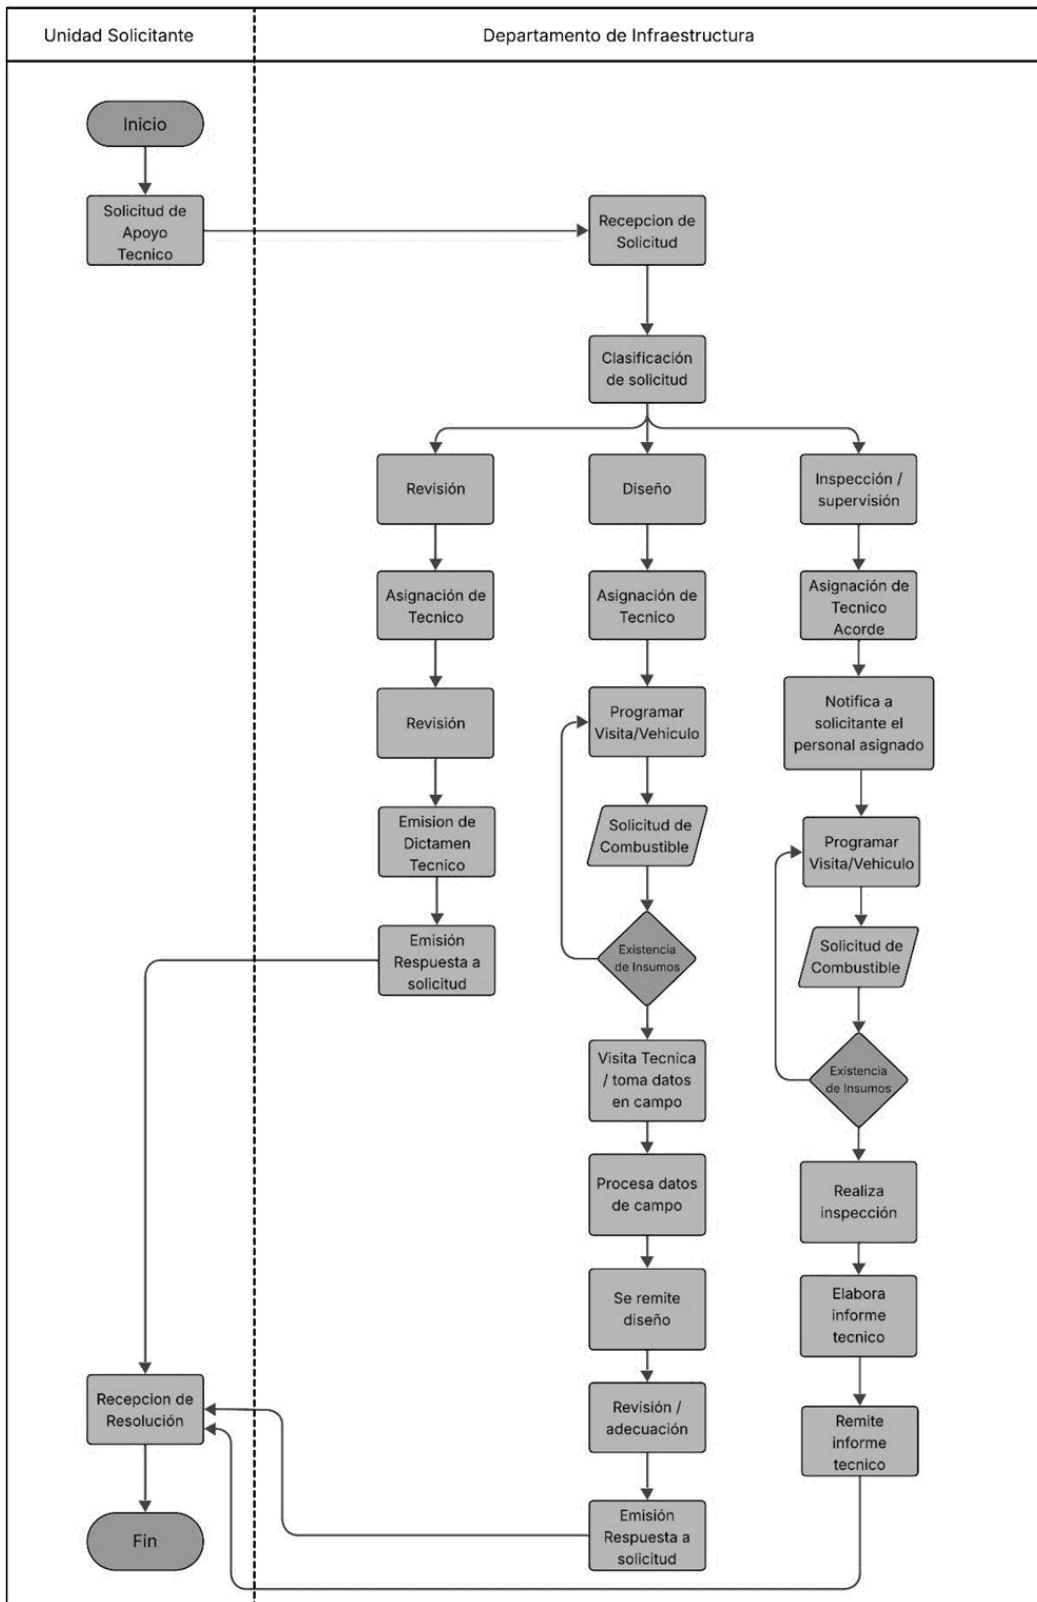 Unidad Solicitante
Departamento de Infraestructura
Inicio
Solicitud de
Apoyo
Tecnico
Recepcion de
Solicitud
Clasificación
de solicitud
Revisión
Diseño
Inspección /
supervisión
Asignación de
Tecnico
Asignación de
Tecnico
Asignación de
Tecnico
Acorde
Revisión
Programar
Visita/Vehiculo
Notifica a
solicitante el
personal asignado
Emision de
Dictamen
Tecnico
Solicitud de
Combustible
Programar
Visita/Vehiculo
Emisión
Respuesta a
solicitud
Existencia
de Insumos
Solicitud de
Combustible
Visita Tecnica
/ toma datos
en campo
Existencia
de Insumos
Procesa datos
de campo
Realiza
inspección
Se remite
diseño
Elabora
informe
tecnico
Recepcion de
Resolución
Revisión /
adecuación
Remite
informe
tecnico
Fin
Emisión
Respuesta a
solicitud